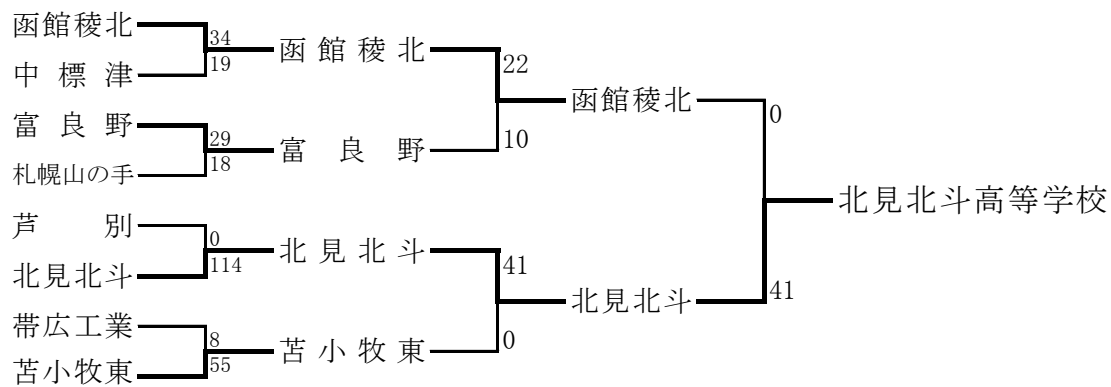 函館稜北
34
19
中標津
函館稜北
22
富良野
29
18
札幌山の手
富良野
10
函館稜北
0
芦別
0
114
北見北斗
北見北斗
41
帯広工業
8
55
苫小牧東
苫小牧東
0
北見北斗
41
北見北斗高等学校